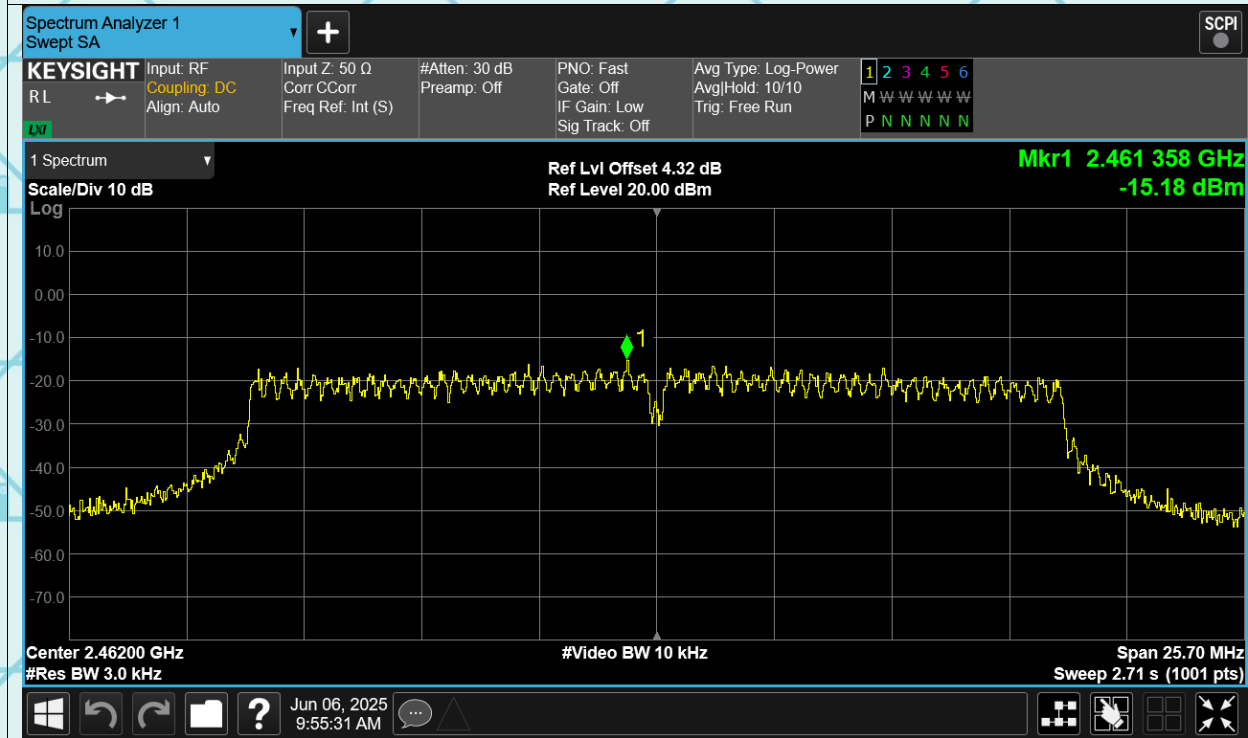 Spectrum Analyzer 1
Swept SA
SCPI
KEYSIGHT
RL
LXI
Input: RF
Coupling: DC
Align: Auto
Input Z: 50 Ω
Corr CCorr
Freq Ref: Int (S)
#Atten: 30 dB
Preamp: Off
PNO: Fast
Gate: Off
IF Gain: Low
Sig Track: Off
Avg Type: Log-Power
Avg|Hold: 10/10
Trig: Free Run
1 2 3 4 5 6
M W W W W W
P N N N N N
1 Spectrum
Scale/Div 10 dB
Log
Ref Lvl Offset 4.32 dB
Ref Level 20.00 dBm
Mkr1 2.461 358 GHz
-15.18 dBm
10.0
0.00
-10.0
-20.0
-30.0
-40.0
-50.0
-60.0
-70.0
1
Center 2.46200 GHz
#Res BW 3.0 kHz
#Video BW 10 kHz
Span 25.70 MHz
Sweep 2.71 s (1001 pts)
?
Jun 06, 2025
9:55:31 AM